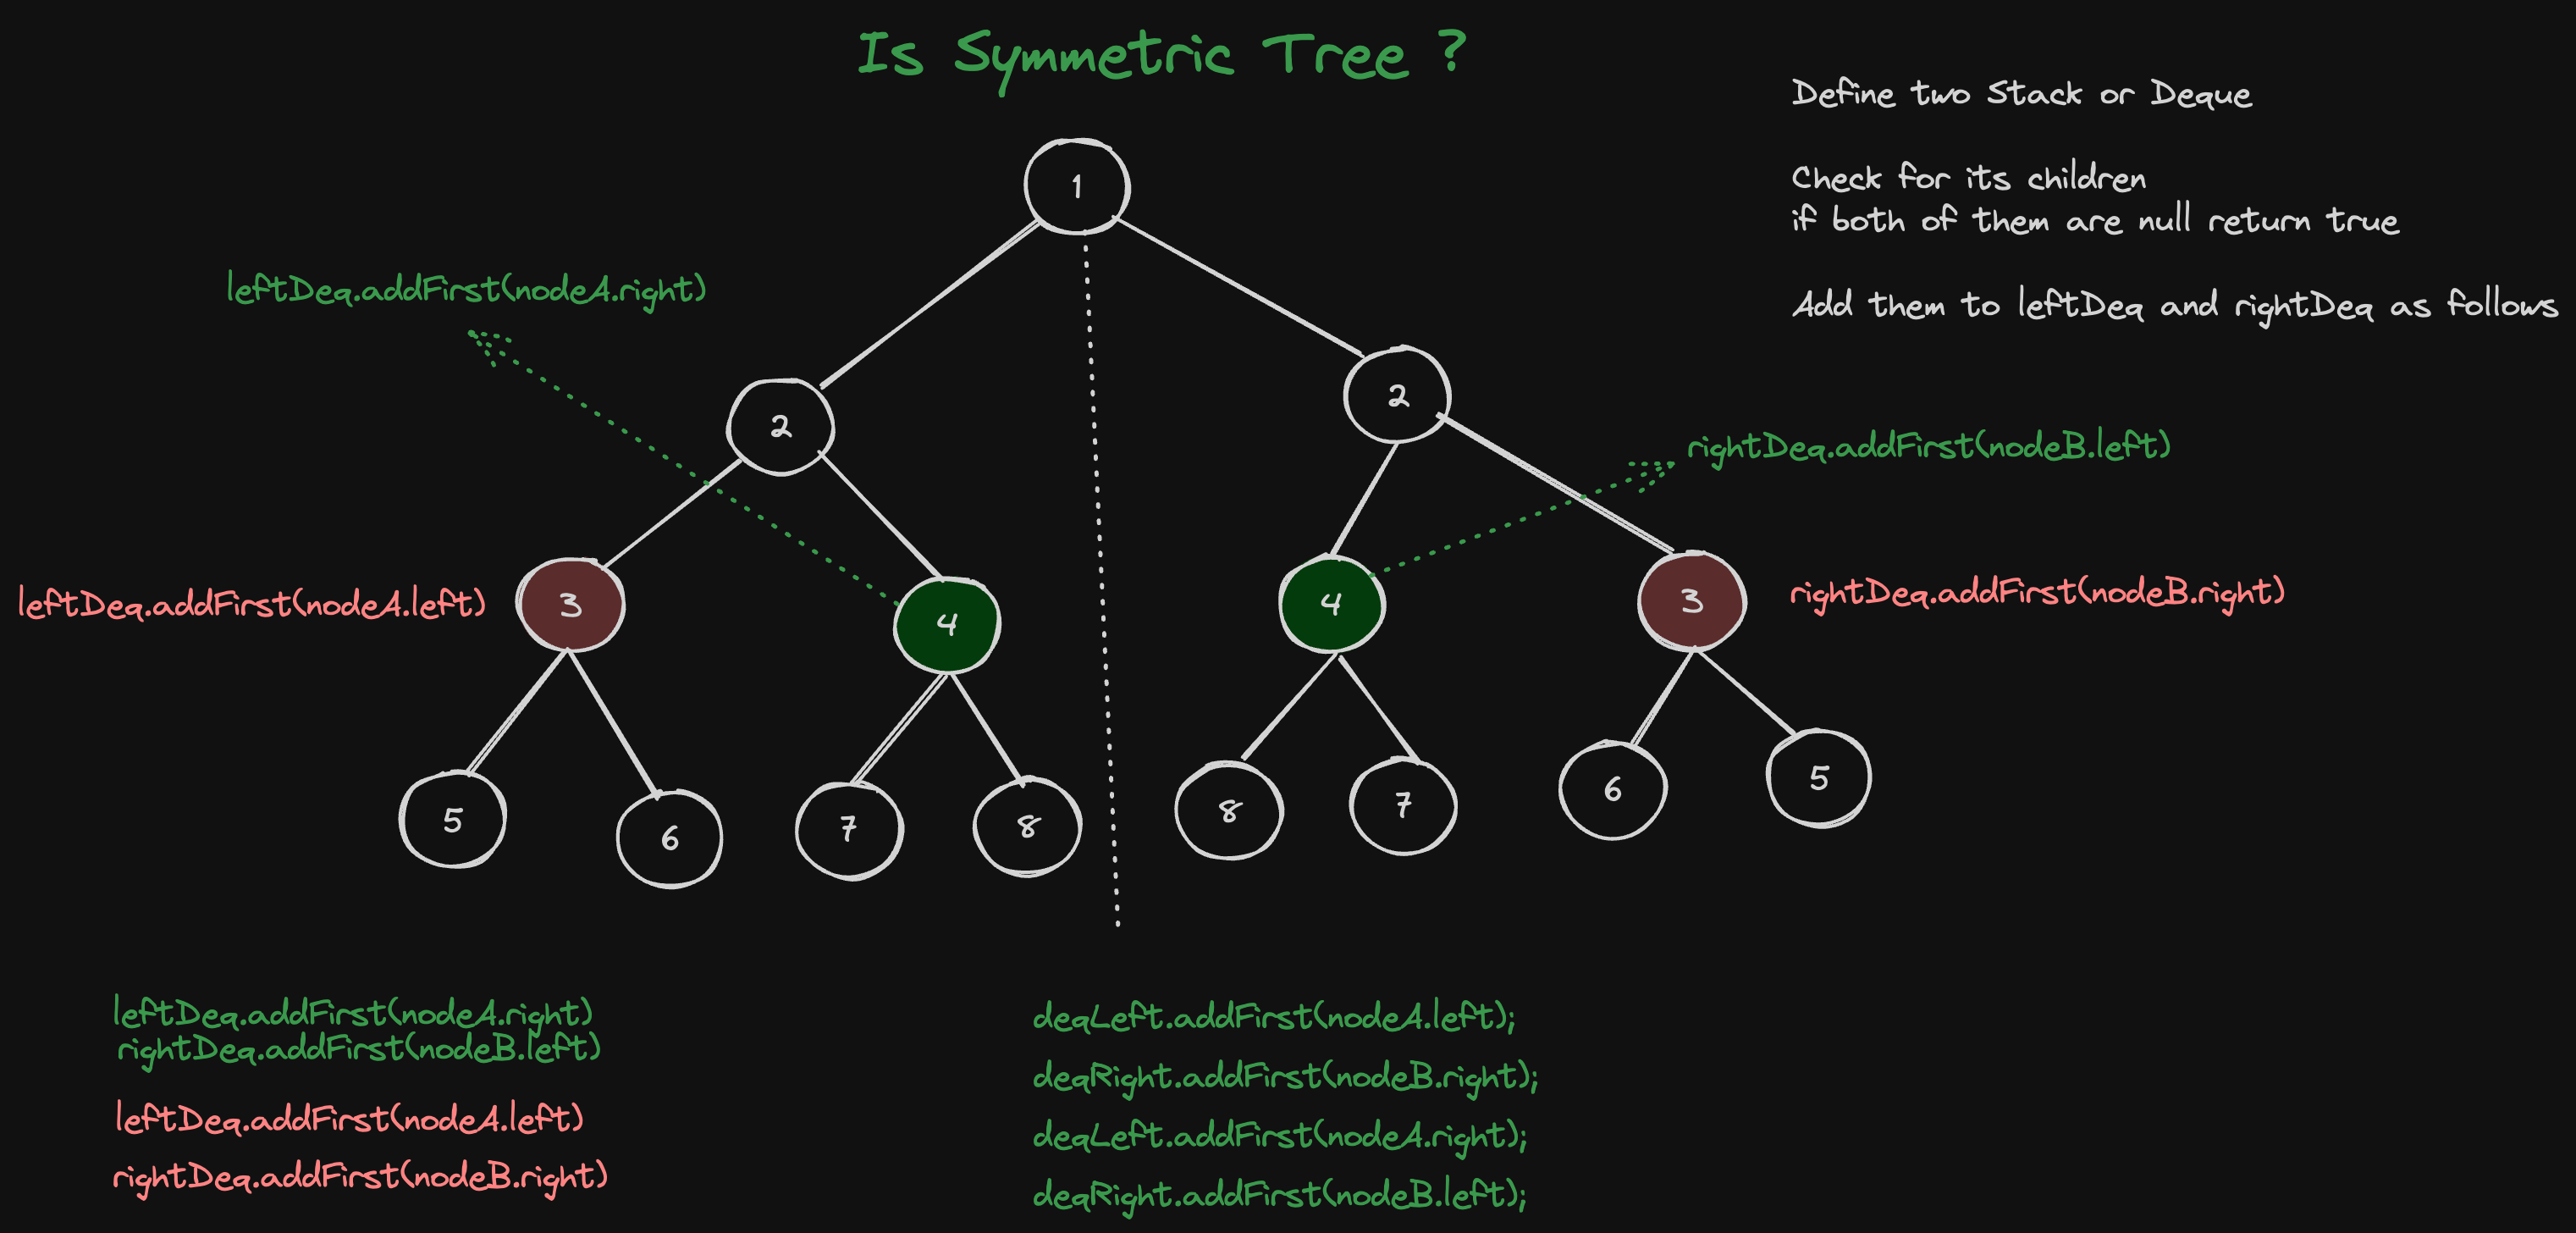 Is Symmetric Tree ?
Define two Stack or Deque
Check for its children
if both of them are null return true
Add them to leftDeq and rightDeq as follows
1
leftDeq.addFirst(nodeA.right)
2
2
rightDeq.addFirst(nodeB.left)
leftDeq.addFirst(nodeA.left)
3
4
4
3
rightDeq.addFirst(nodeB.right)
5
6
7
8
8
7
6
5
leftDeq.addFirst(nodeA.right)
rightDeq.addFirst(nodeB.left)
leftDeq.addFirst(nodeA.left)
rightDeq.addFirst(nodeB.right)
deqLeft.addFirst(nodeA.left);
deqRight.addFirst(nodeB.right);
deqLeft.addFirst(nodeA.right);
deqRight.addFirst(nodeB.left);